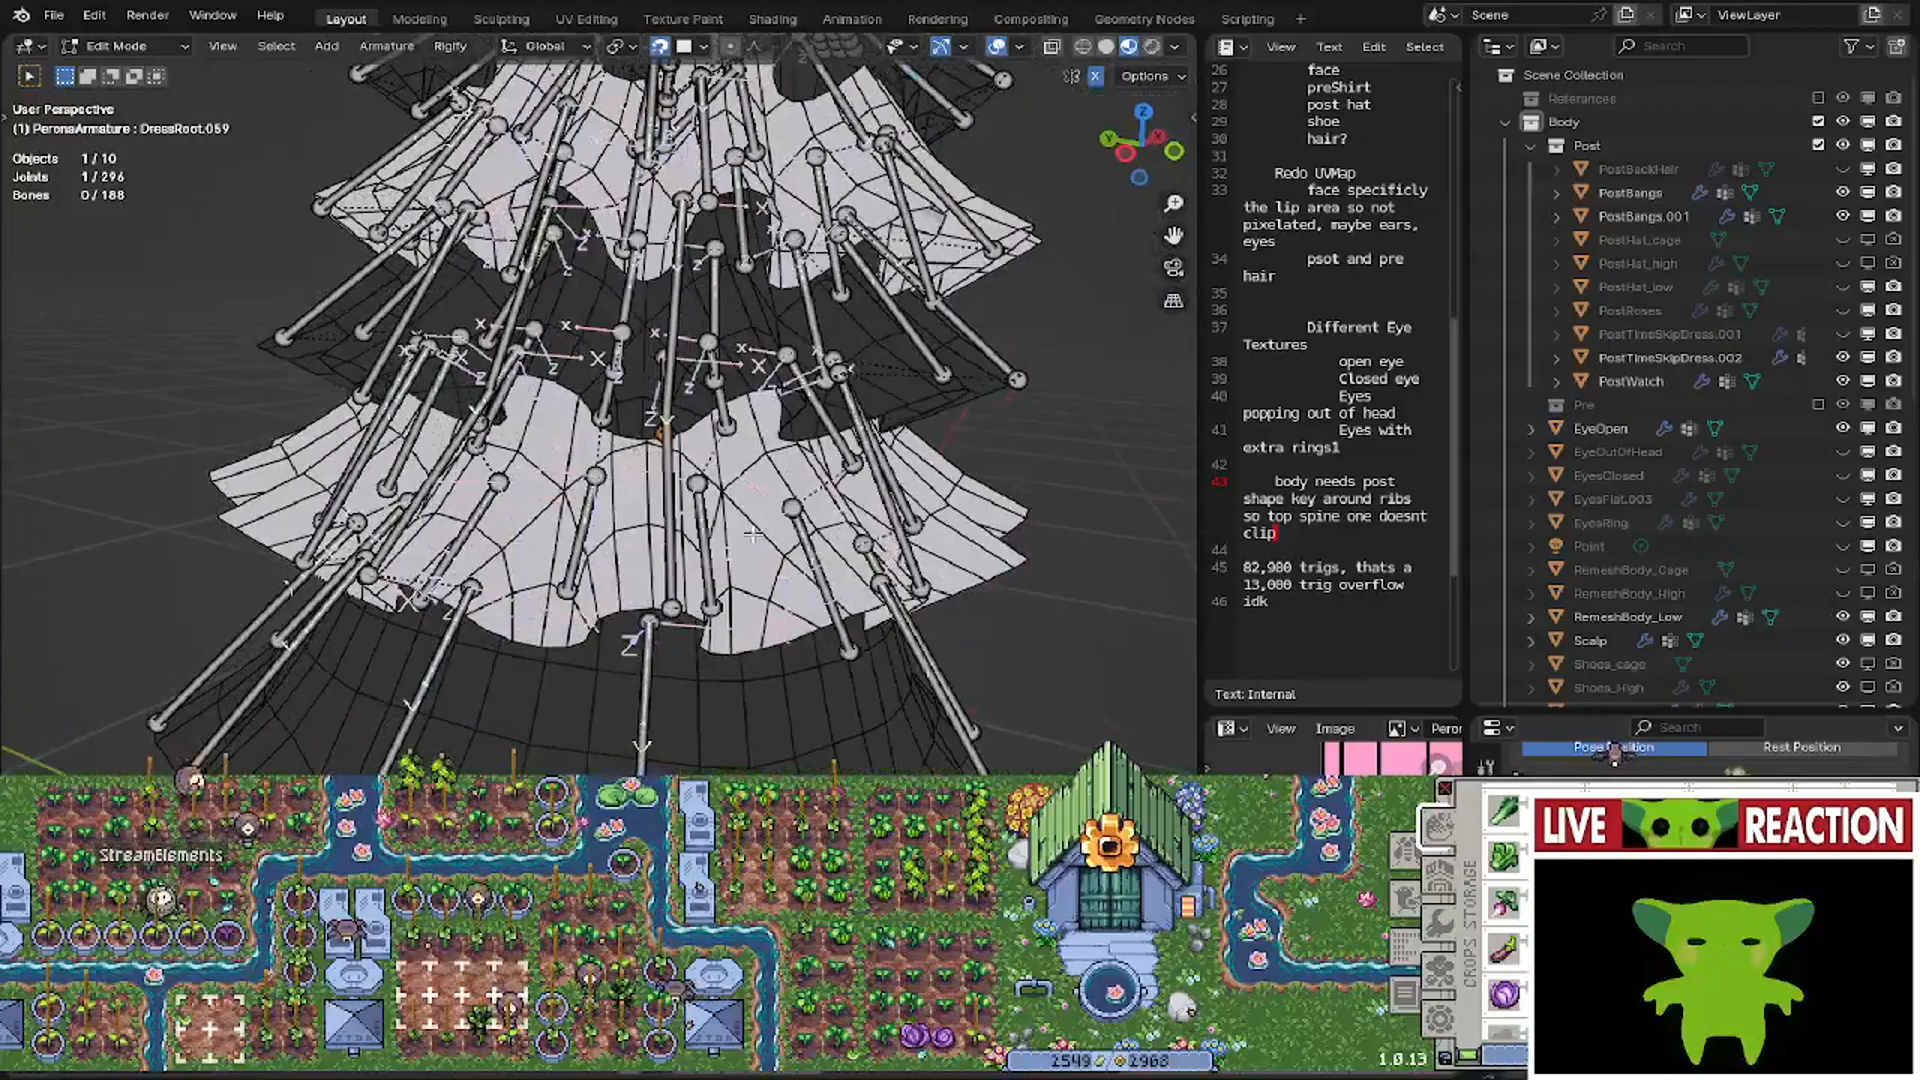 File Edit Render Window Help
Layout Modeling Sculpting UV Editing Texture Paint Shading Animation Rendering Compositing Geometry Nodes Scripting +
Scene
ViewLayer
Edit Mode View Select Add Armature Rigify Global
Options
User Perspective
(1) PeronaArmature : DressRoot.059
Objects 1 / 10
Joints 1 / 296
Bones 0 / 188
View Text Edit Select
26 face
27 preShirt
28 post hat
29 shoe
30 hair?
31
32 Redo UVMap
33 face specificly
the lip area so not
pixelated, maybe ears,
eyes
34 psot and pre
hair
35
36
37 Different Eye
Textures
38 open eye
39 Closed eye
40 Eyes
popping out of head
41 Eyes with
extra rings1
42
43 body needs post
shape key around ribs
so top spine one doesnt
clip
44
45 82,980 trigs, thats a
13,000 trig overflow
46 idk
Text: Internal
View Image
Peror
Search
Scene Collection
Referances
Body
Post
PostBackHair
PostBangs
PostBangs.001
PostHat_cage
PostHat_high
PostHat_low
PostRoses
PostTimeSkipDress.001
PostTimeSkipDress.002
PostWatch
Pre
EyeOpen
EyeOutOfHead
EyesClosed
EyesFlat.003
EyesRing
Point
RemeshBody_Cage
RemeshBody_High
RemeshBody_Low
Scalp
Shoes_cage
Shoes_High
Search
Pose Position
Rest Position
StreamElements
CROPS STORAGE
LIVE REACTION
2549 / 2968
1.0.13